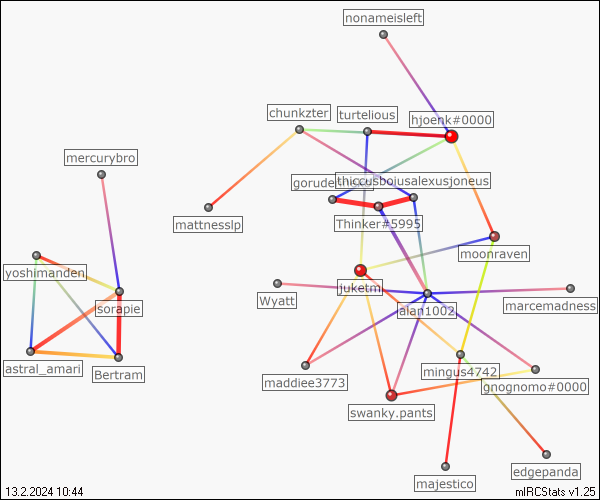 nonameisleft
chunkzter
turtelious
hjoenk#0000
mercurybro
thiccusbojusalexusjoneus
mattnesslp
Thinker#5995
moonraven
yoshimanden
juketm
sorapie
Wyatt
alan1002
marcemadness
astral_amari
Bertram
maddiee3773
mingus4742
gnognomo#0000
swanky.pants
majestico
edgepanda
13.2.2024 10:44
mIRCStats v1.25